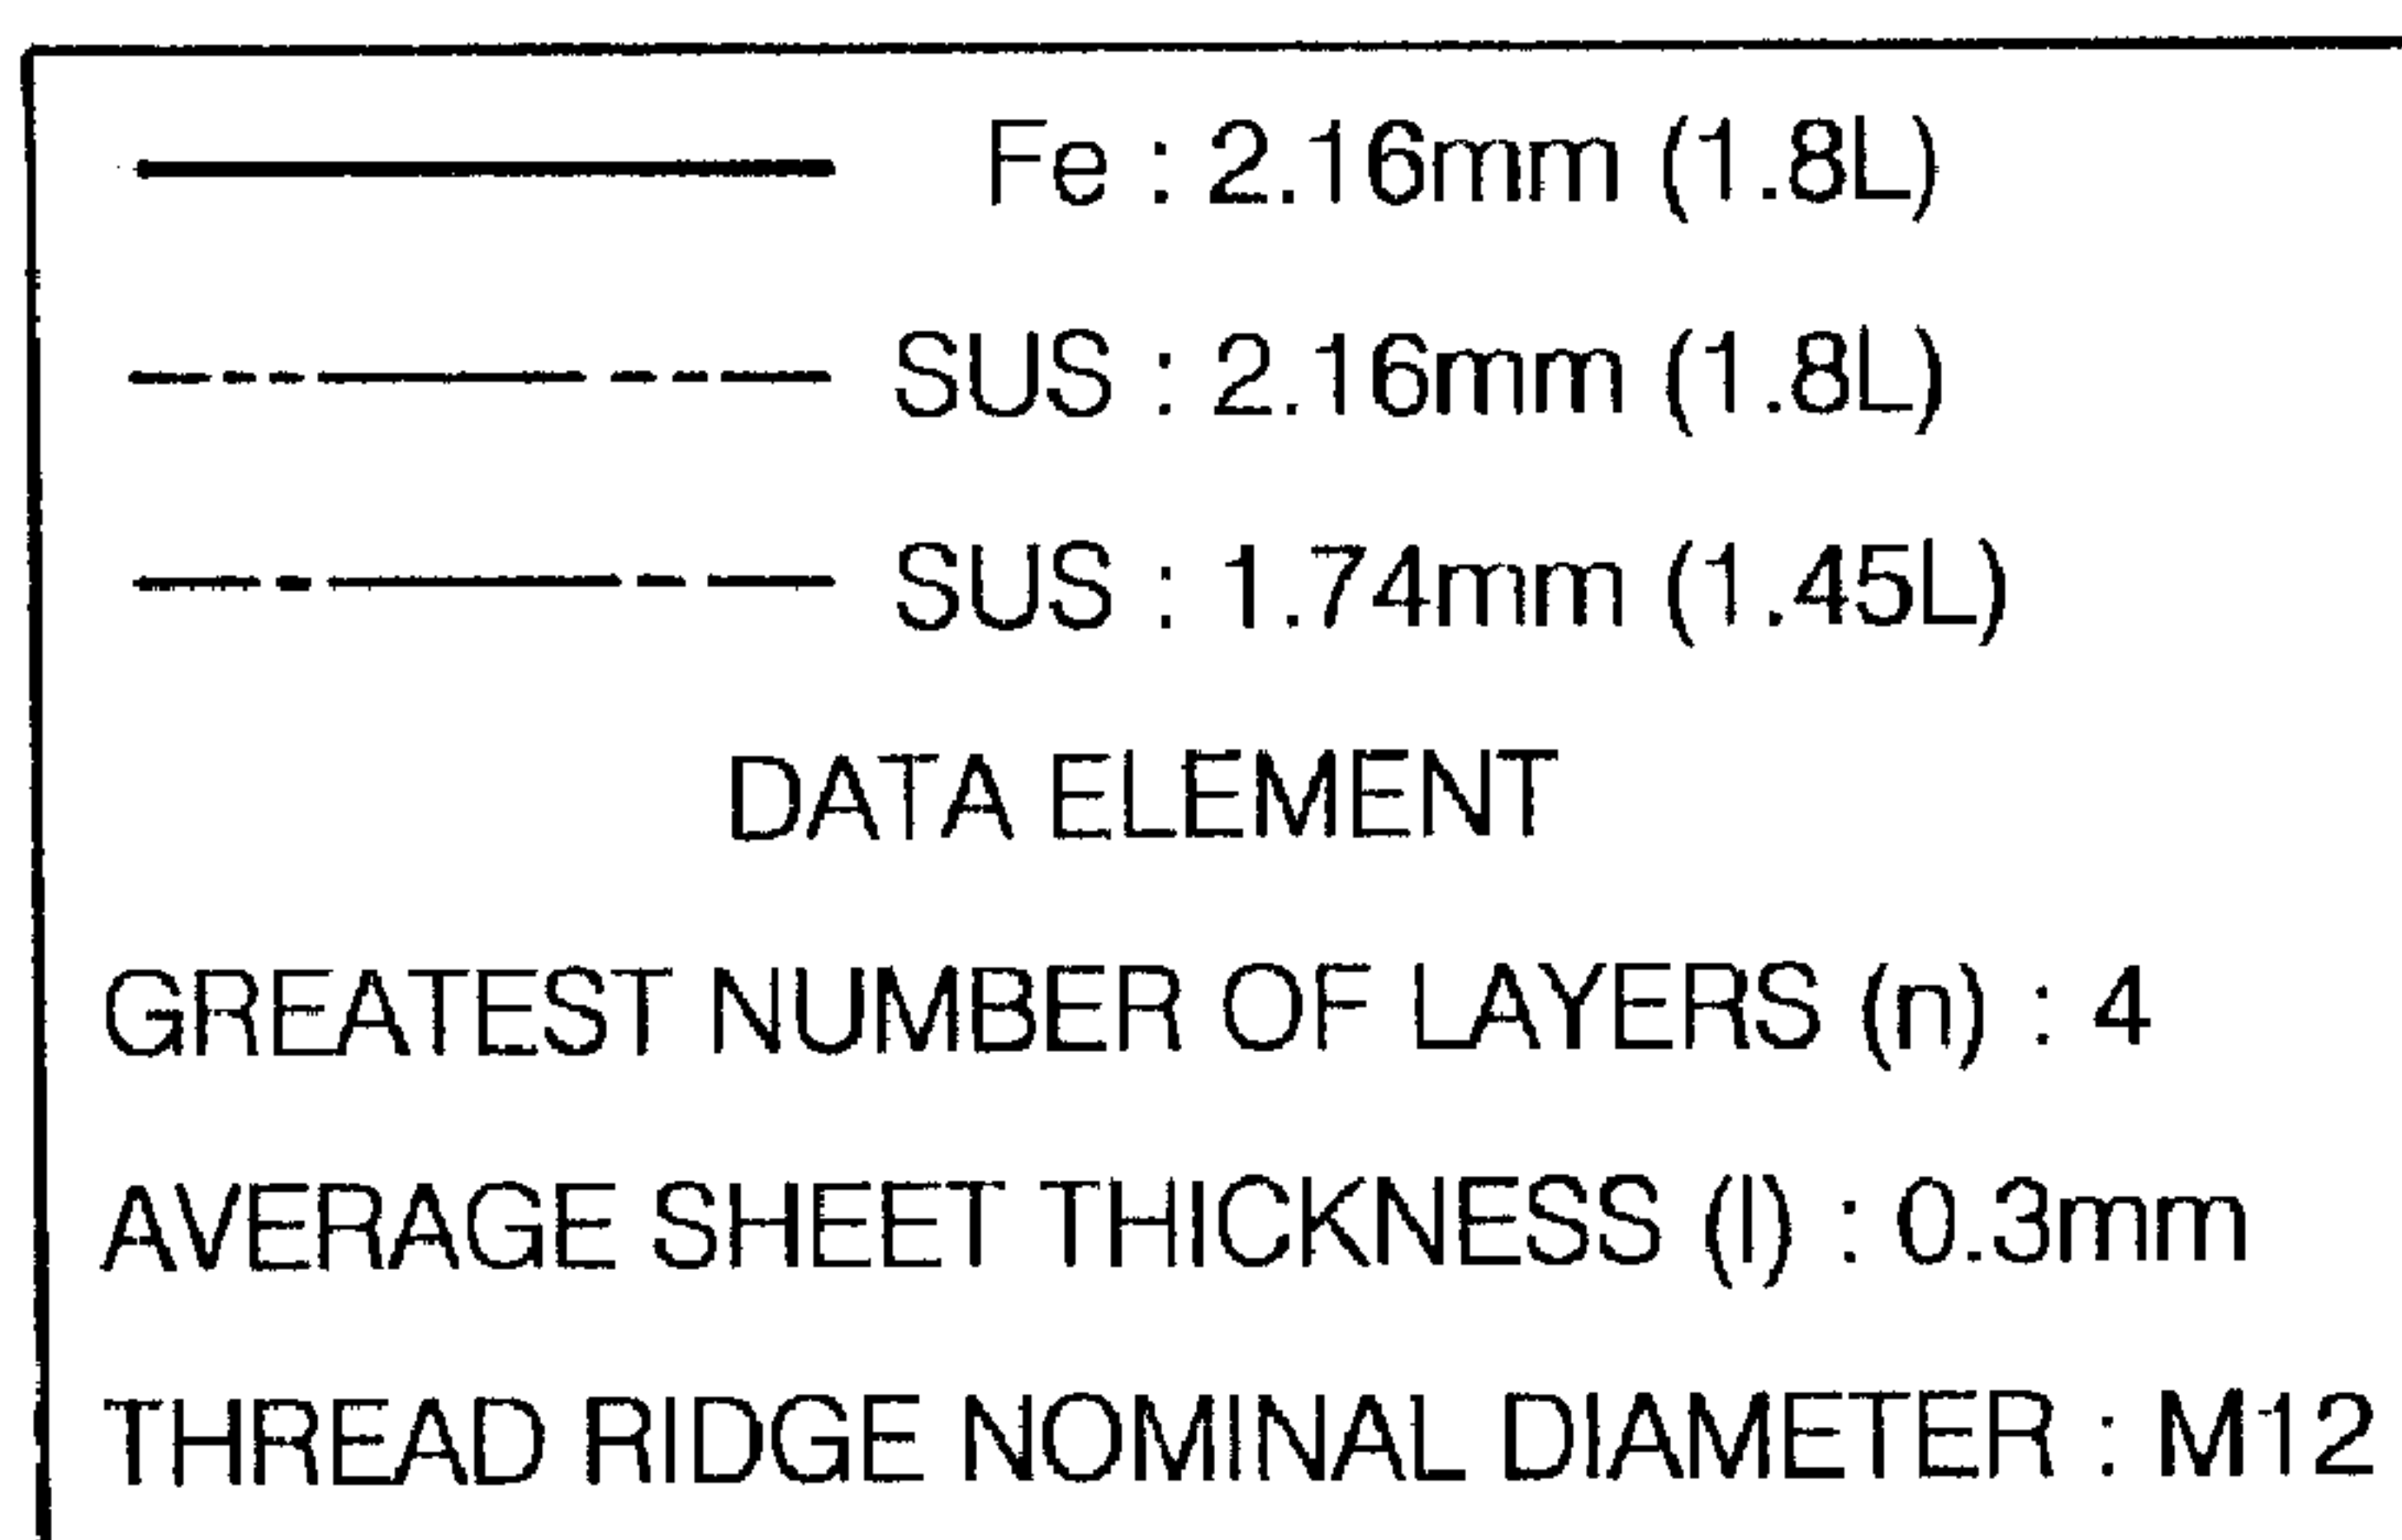 Fe : 2.16mm (1.8L)
SUS : 2.16mm (1.8L)
SUS : 1.74mm (1.45L)
DATA ELEMENT
GREATEST NUMBER OF LAYERS (n) : 4
AVERAGE SHEET THICKNESS (l) : 0.3mm
THREAD RIDGE NOMINAL DIAMETER : M12